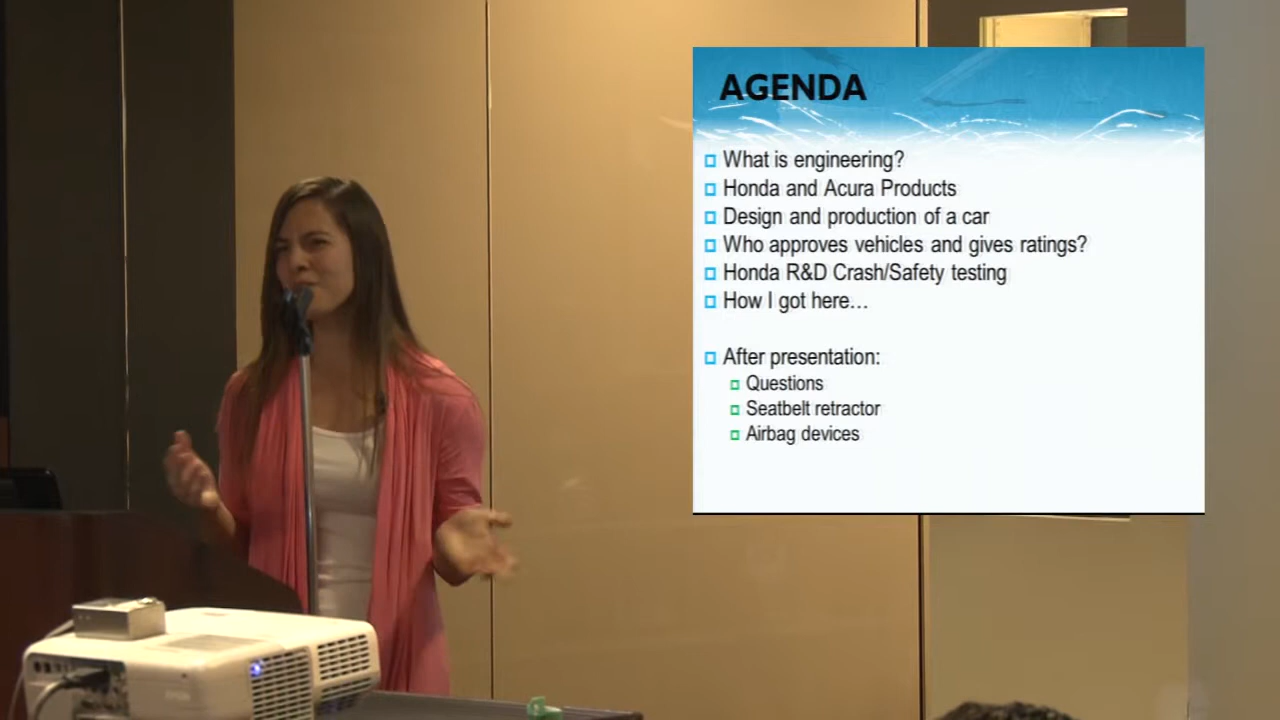 AGENDA
What is engineering?
Honda and Acura Products
Design and production of a car
Who approves vehicles and gives ratings?
Honda R&D Crash/Safety testing
How I got here…
After presentation:
Questions
Seatbelt retractor
Airbag devices